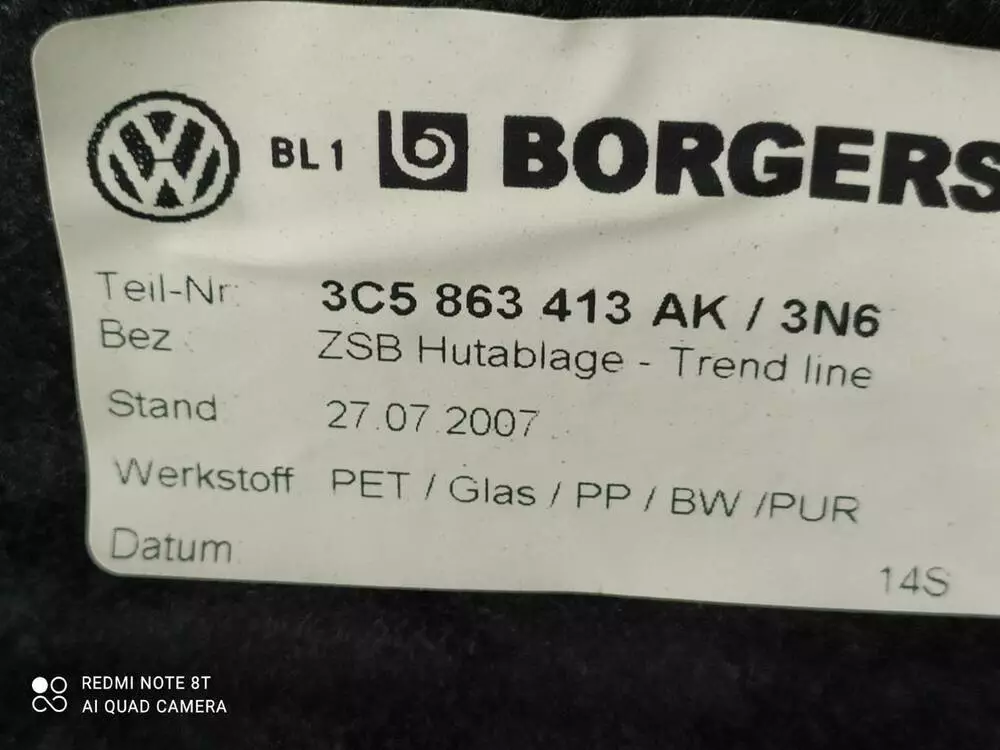 BL1 BORGERS
Teil-Nr: 3C5 863 413 AK / 3N6
Bez : ZSB Hutablage - Trend line
Stand 27.07.2007
Werkstoff PET / Glas / PP / BW /PUR
Datum
14S
REDMI NOTE 8T
AI QUAD CAMERA